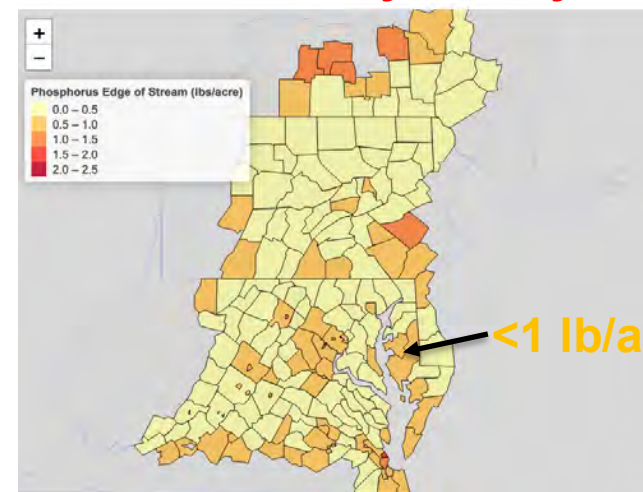 +
−
Phosphorus Edge of Stream (lbs/acre)
0.0 – 0.5
0.5 – 1.0
1.0 – 1.5
1.5 – 2.0
2.0 – 2.5
<1 lb/a